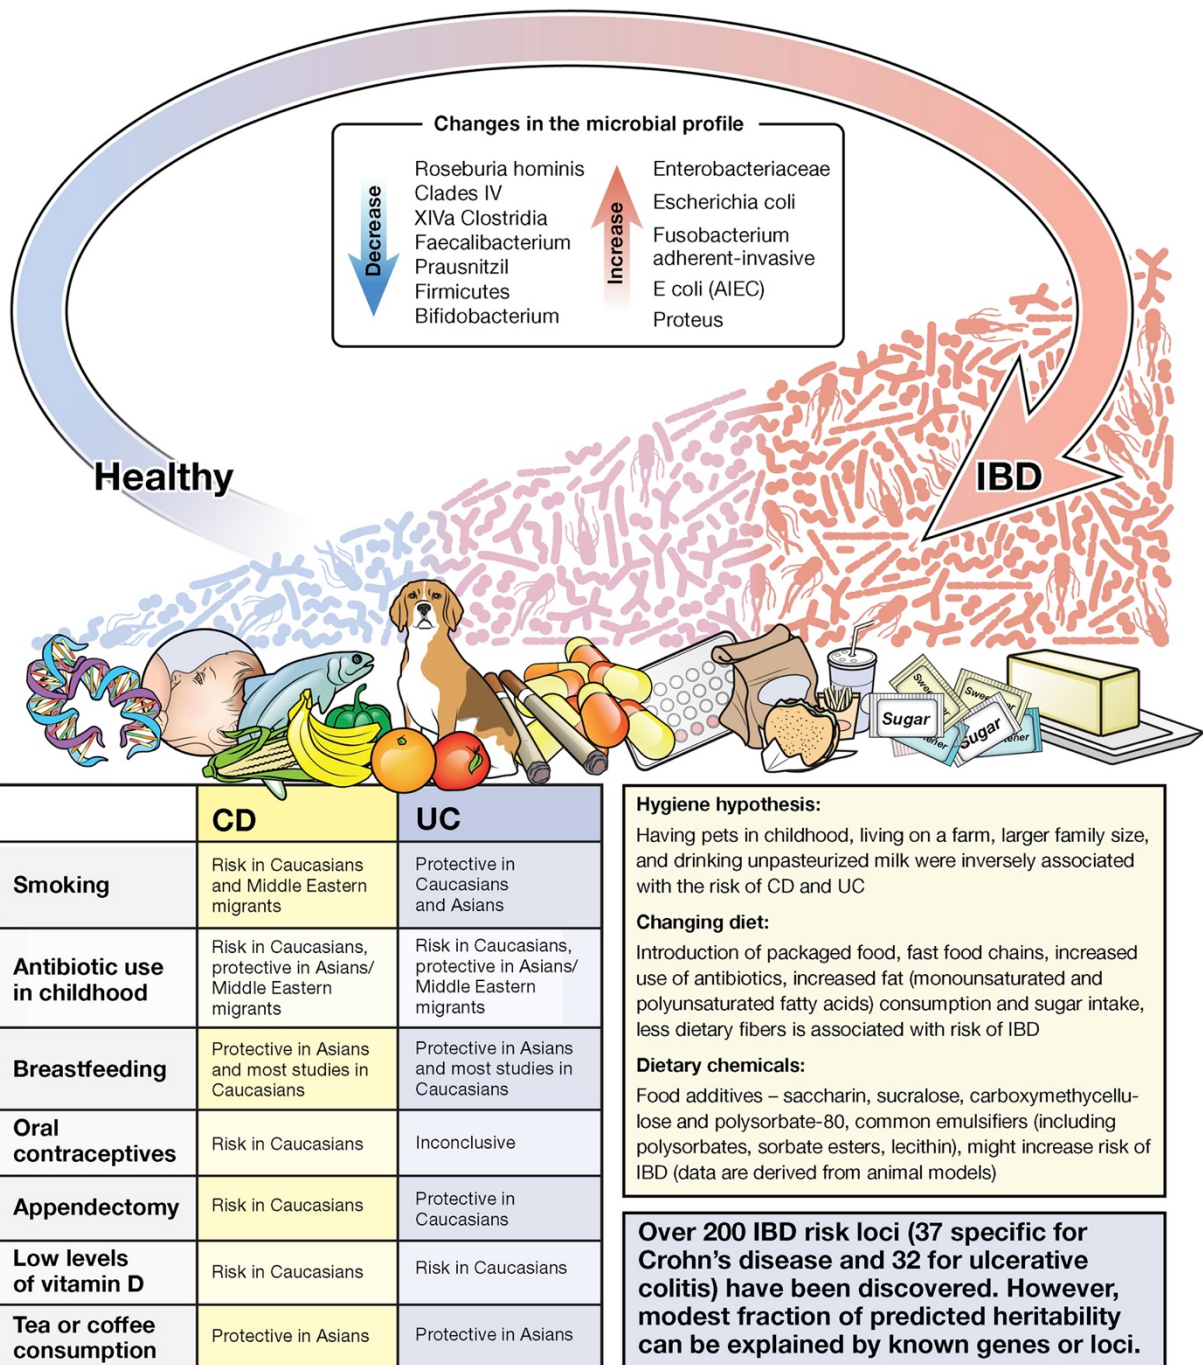 Changes in the microbial profile
Decrease
Roseburia hominis
Clades IV
XIVa Clostridia
Faecalibacterium
Prausnitzil
Firmicutes
Bifidobacterium
Increase
Enterobacteriaceae
Escherichia coli
Fusobacterium
adherent-invasive
E coli (AIEC)
Proteus
Healthy
IBD
Sugar
Sugar
CD
UC
Smoking
Risk in Caucasians
and Middle Eastern
migrants
Protective in
Caucasians
and Asians
Antibiotic use
in childhood
Risk in Caucasians,
protective in Asians/
Middle Eastern
migrants
Risk in Caucasians,
protective in Asians/
Middle Eastern
migrants
Breastfeeding
Protective in Asians
and most studies in
Caucasians
Protective in Asians
and most studies in
Caucasians
Oral
contraceptives
Risk in Caucasians
Inconclusive
Appendectomy
Risk in Caucasians
Protective in
Caucasians
Low levels
of vitamin D
Risk in Caucasians
Risk in Caucasians
Tea or coffee
consumption
Protective in Asians
Protective in Asians
Hygiene hypothesis:
Having pets in childhood, living on a farm, larger family size,
and drinking unpasteurized milk were inversely associated
with the risk of CD and UC
Changing diet:
Introduction of packaged food, fast food chains, increased
use of antibiotics, increased fat (monounsaturated and
polyunsaturated fatty acids) consumption and sugar intake,
less dietary fibers is associated with risk of IBD
Dietary chemicals:
Food additives – saccharin, sucralose, carboxymethycellu-
lose and polysorbate-80, common emulsifiers (including
polysorbates, sorbate esters, lecithin), might increase risk of
IBD (data are derived from animal models)
Over 200 IBD risk loci (37 specific for
Crohn's disease and 32 for ulcerative
colitis) have been discovered. However,
modest fraction of predicted heritability
can be explained by known genes or loci.